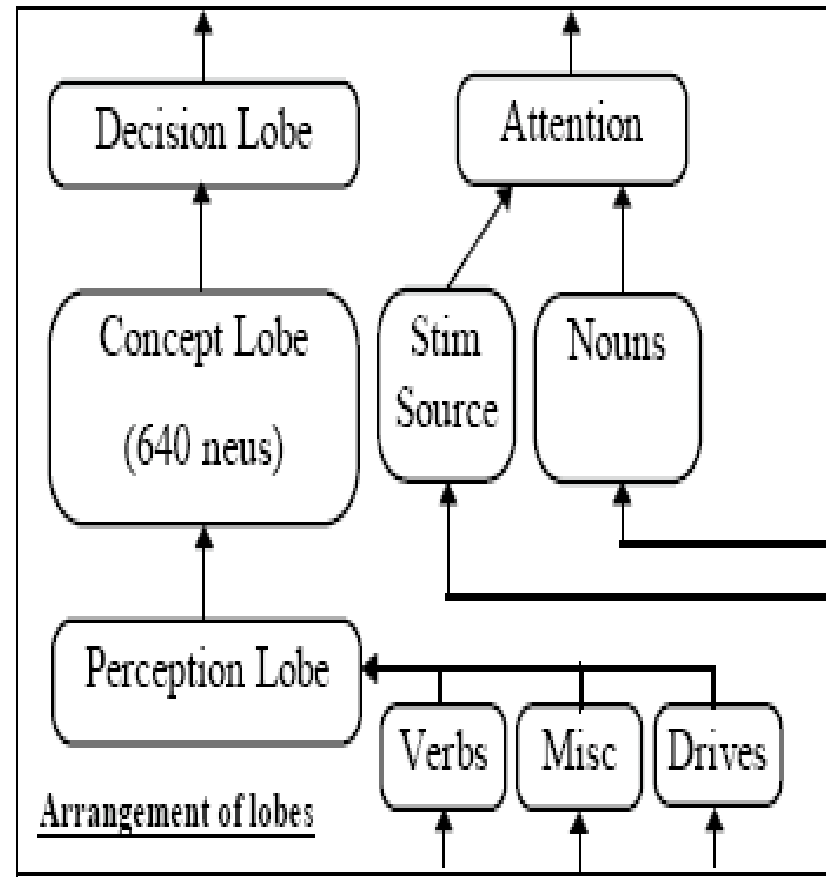 Decision Lobe
Attention
Concept Lobe
(640 neus)
Stim
Source
Nouns
Perception Lobe
Verbs
Misc
Drives
Arrangement of lobes